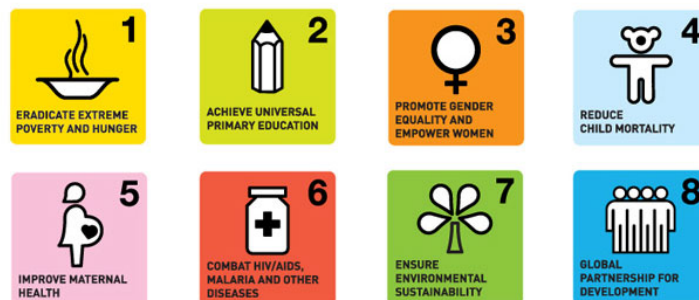 1
ERADICATE EXTREME
POVERTY AND HUNGER
2
ACHIEVE UNIVERSAL
PRIMARY EDUCATION
3
PROMOTE GENDER
EQUALITY AND
EMPOWER WOMEN
4
REDUCE
CHILD MORTALITY
5
IMPROVE MATERNAL
HEALTH
6
COMBAT HIV/AIDS,
MALARIA AND OTHER
DISEASES
7
ENSURE
ENVIRONMENTAL
SUSTAINABILITY
8
GLOBAL
PARTNERSHIP FOR
DEVELOPMENT